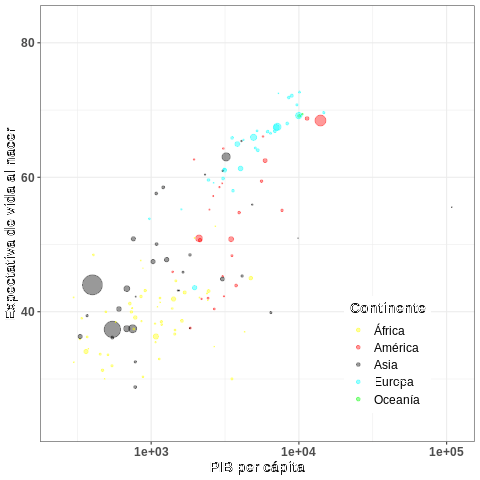 80
60
40
Expectativa de vida al nacer
1e+03
1e+04
1e+05
PIB per cápita
Continente
África
América
Asia
Europa
Oceanía